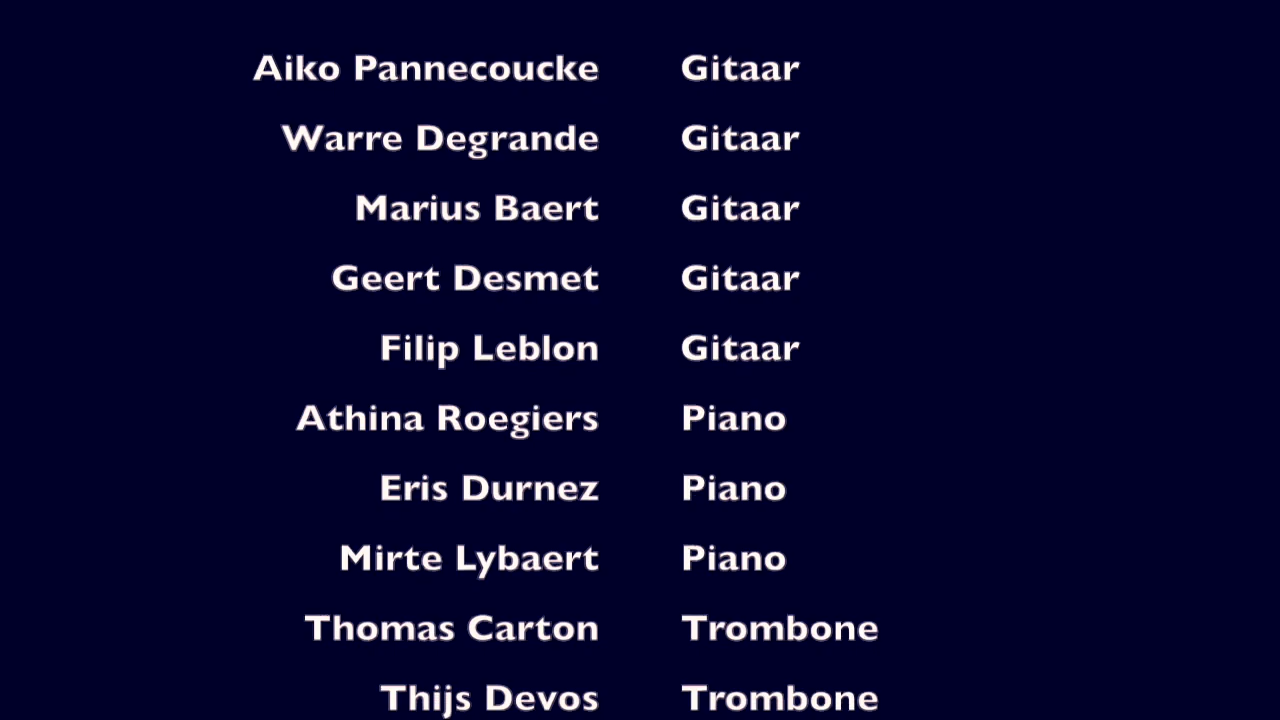 Aiko Pannecoucke Gitaar
Warre Degrande Gitaar
Marius Baert Gitaar
Geert Desmet Gitaar
Filip Leblon Gitaar
Athina Roegiers Piano
Eris Durnez Piano
Mirte Lybaert Piano
Thomas Carton Trombone
Thijs Devos Trombone